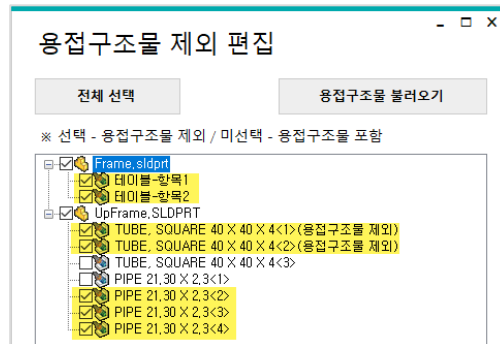 용접구조물 제외 편집
전체 선택
용접구조물 불러오기
※ 선택 - 용접구조물 제외 / 미선택 - 용접구조물 포함
Frame.sldprt
테이블-항목1
테이블-항목2
UpFrame.SLDPRT
TUBE, SQUARE 40 X 40 X 4<1>(용접구조물 제외)
TUBE, SQUARE 40 X 40 X 4<2>(용접구조물 제외)
TUBE, SQUARE 40 X 40 X 4<3>
PIPE 21,30 X 2,3<1>
PIPE 21,30 X 2,3<2>
PIPE 21,30 X 2,3<3>
PIPE 21,30 X 2,3<4>